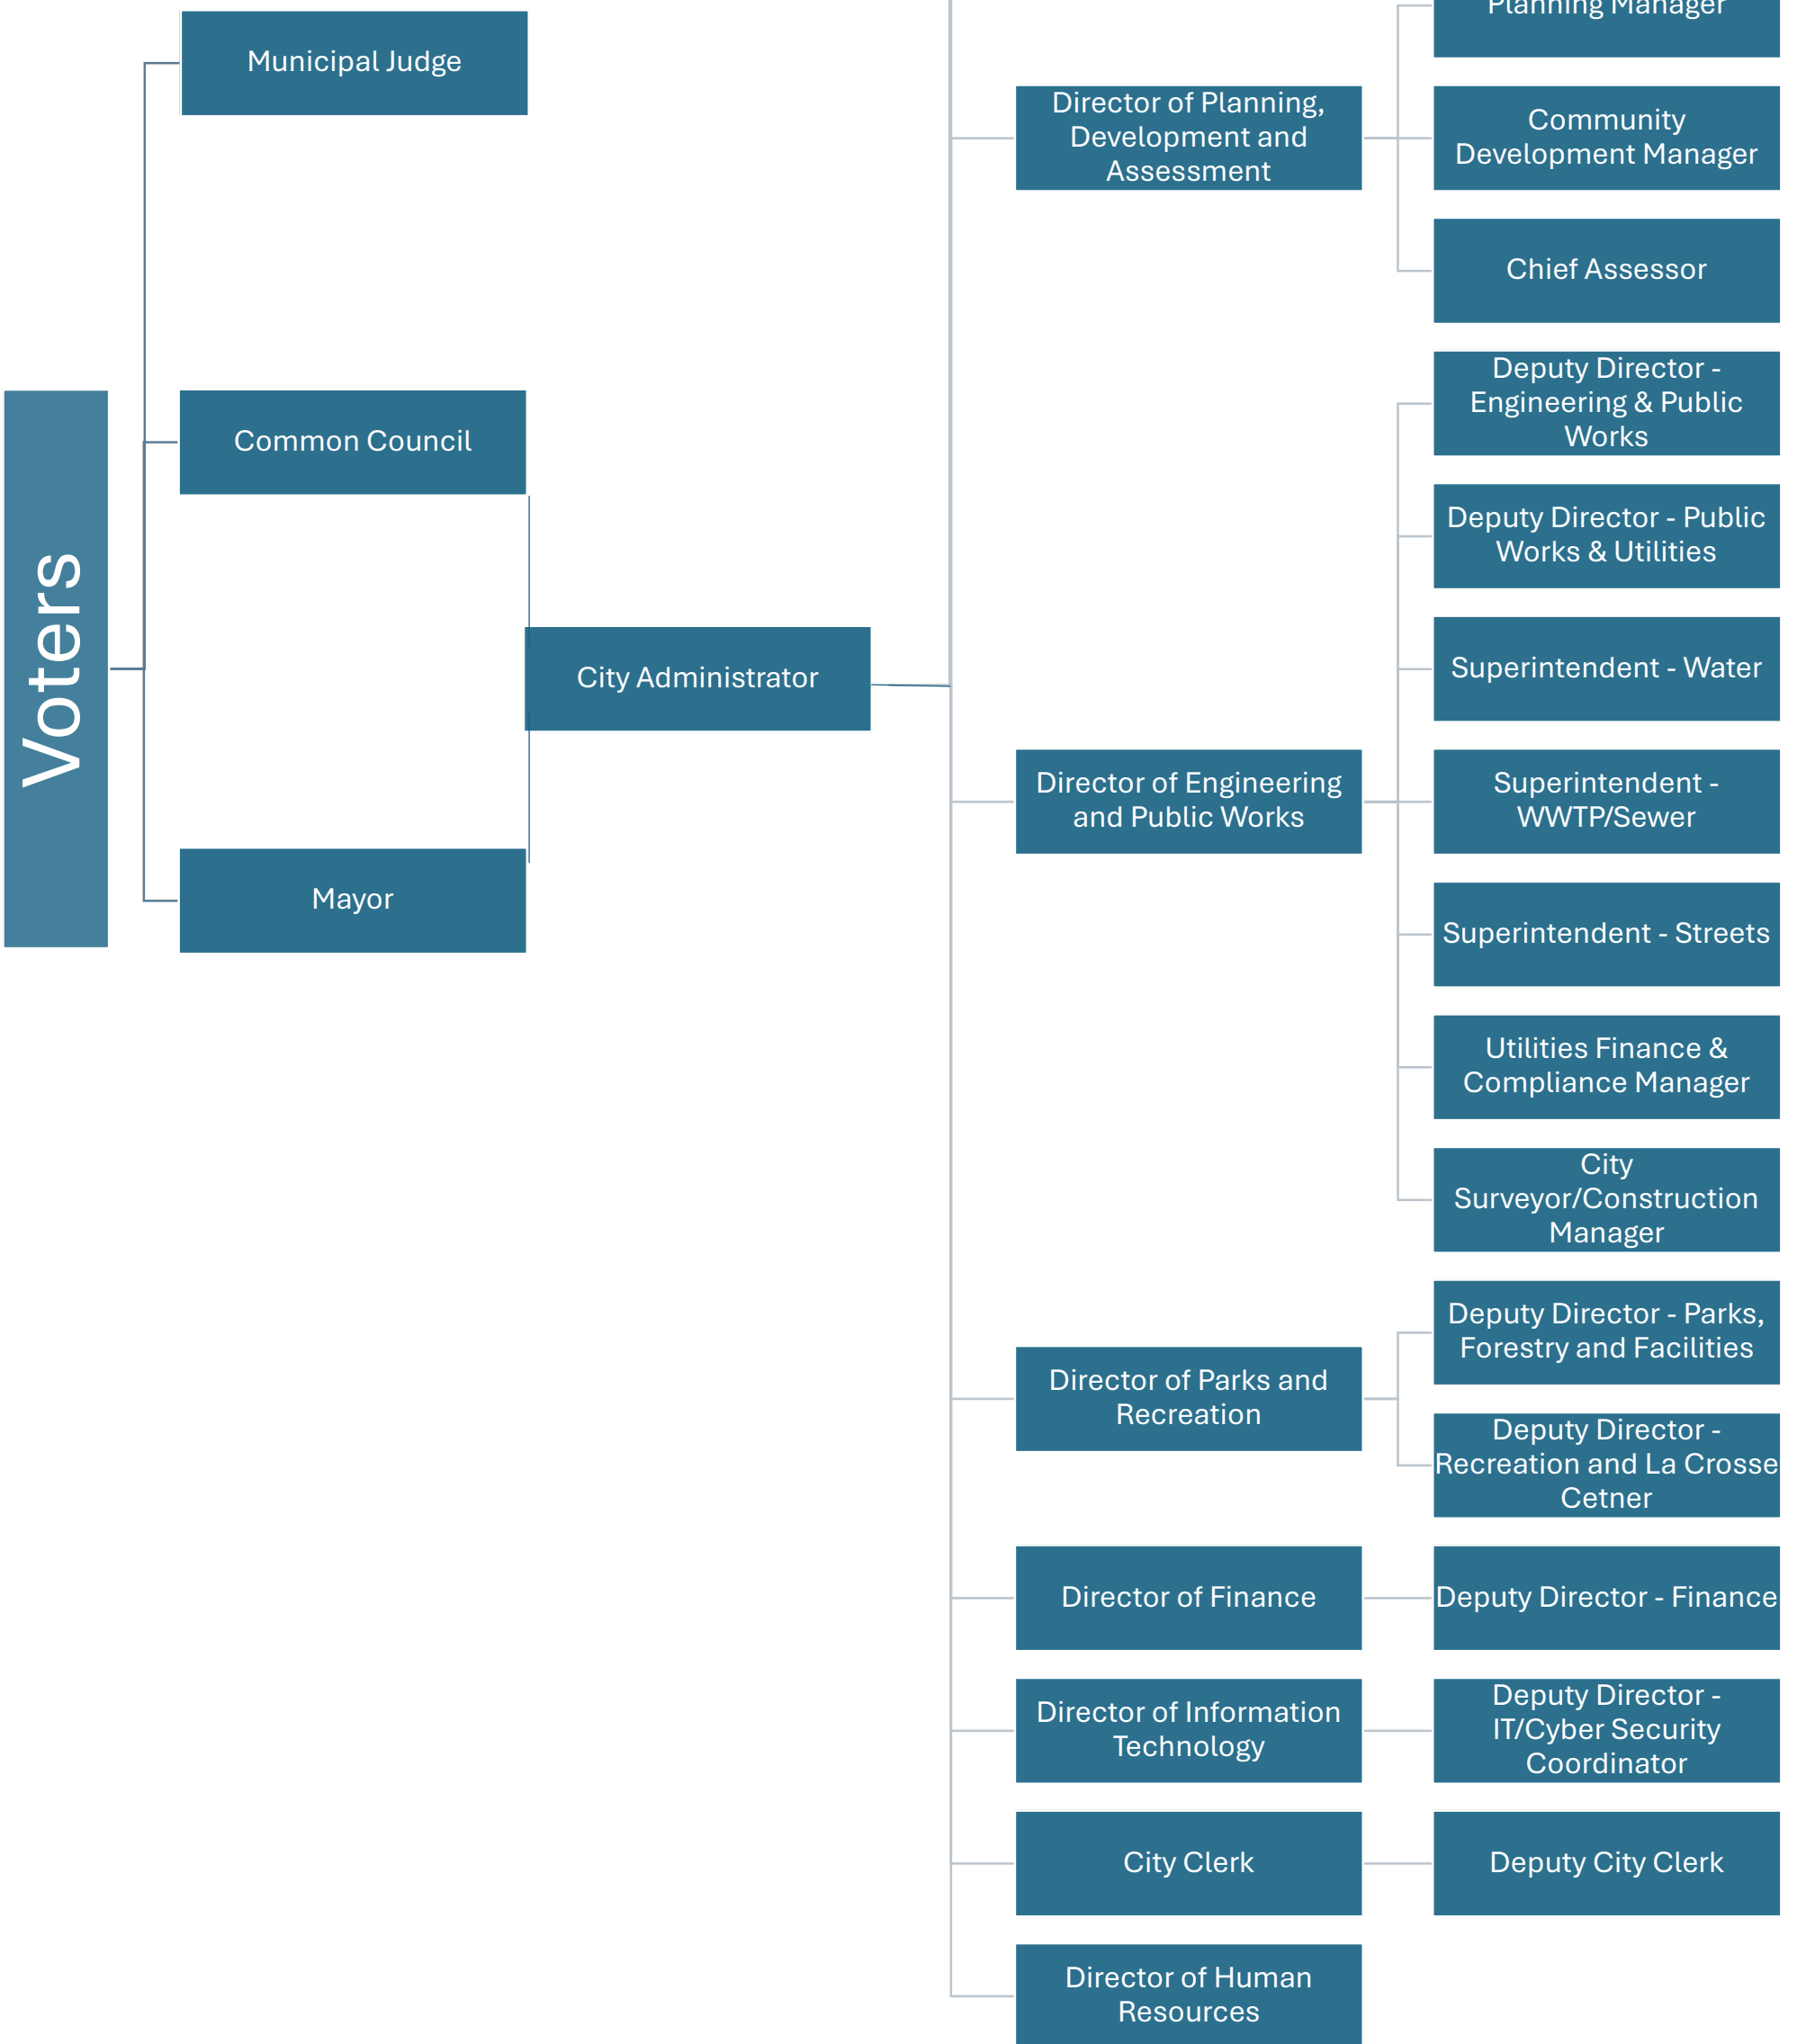 Planning Manager
Municipal Judge
Director of Planning,
Development and
Assessment
Community
Development Manager
Chief Assessor
Voters
Common Council
Deputy Director -
Engineering & Public
Works
Deputy Director - Public
Works & Utilities
City Administrator
Superintendent - Water
Director of Engineering
and Public Works
Superintendent -
WWTP/Sewer
Mayor
Superintendent - Streets
Utilities Finance &
Compliance Manager
City
Surveyor/Construction
Manager
Director of Parks and
Recreation
Deputy Director - Parks,
Forestry and Facilities
Deputy Director -
Recreation and La Crosse
Cetner
Director of Finance
Deputy Director - Finance
Director of Information
Technology
Deputy Director -
IT/Cyber Security
Coordinator
City Clerk
Deputy City Clerk
Director of Human
Resources